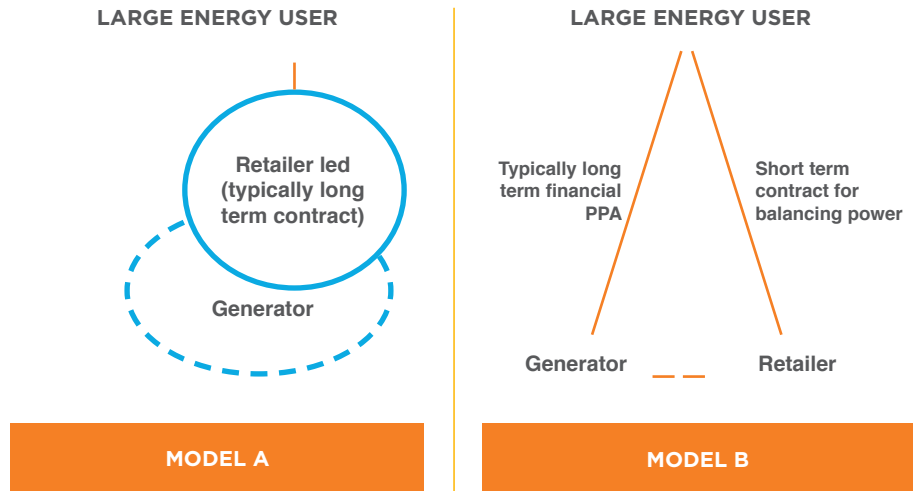 LARGE ENERGY USER
Retailer led
(typically long
term contract)
Generator
MODEL A
LARGE ENERGY USER
Typically long
term financial
PPA
Short term
contract for
balancing power
Generator
Retailer
MODEL B